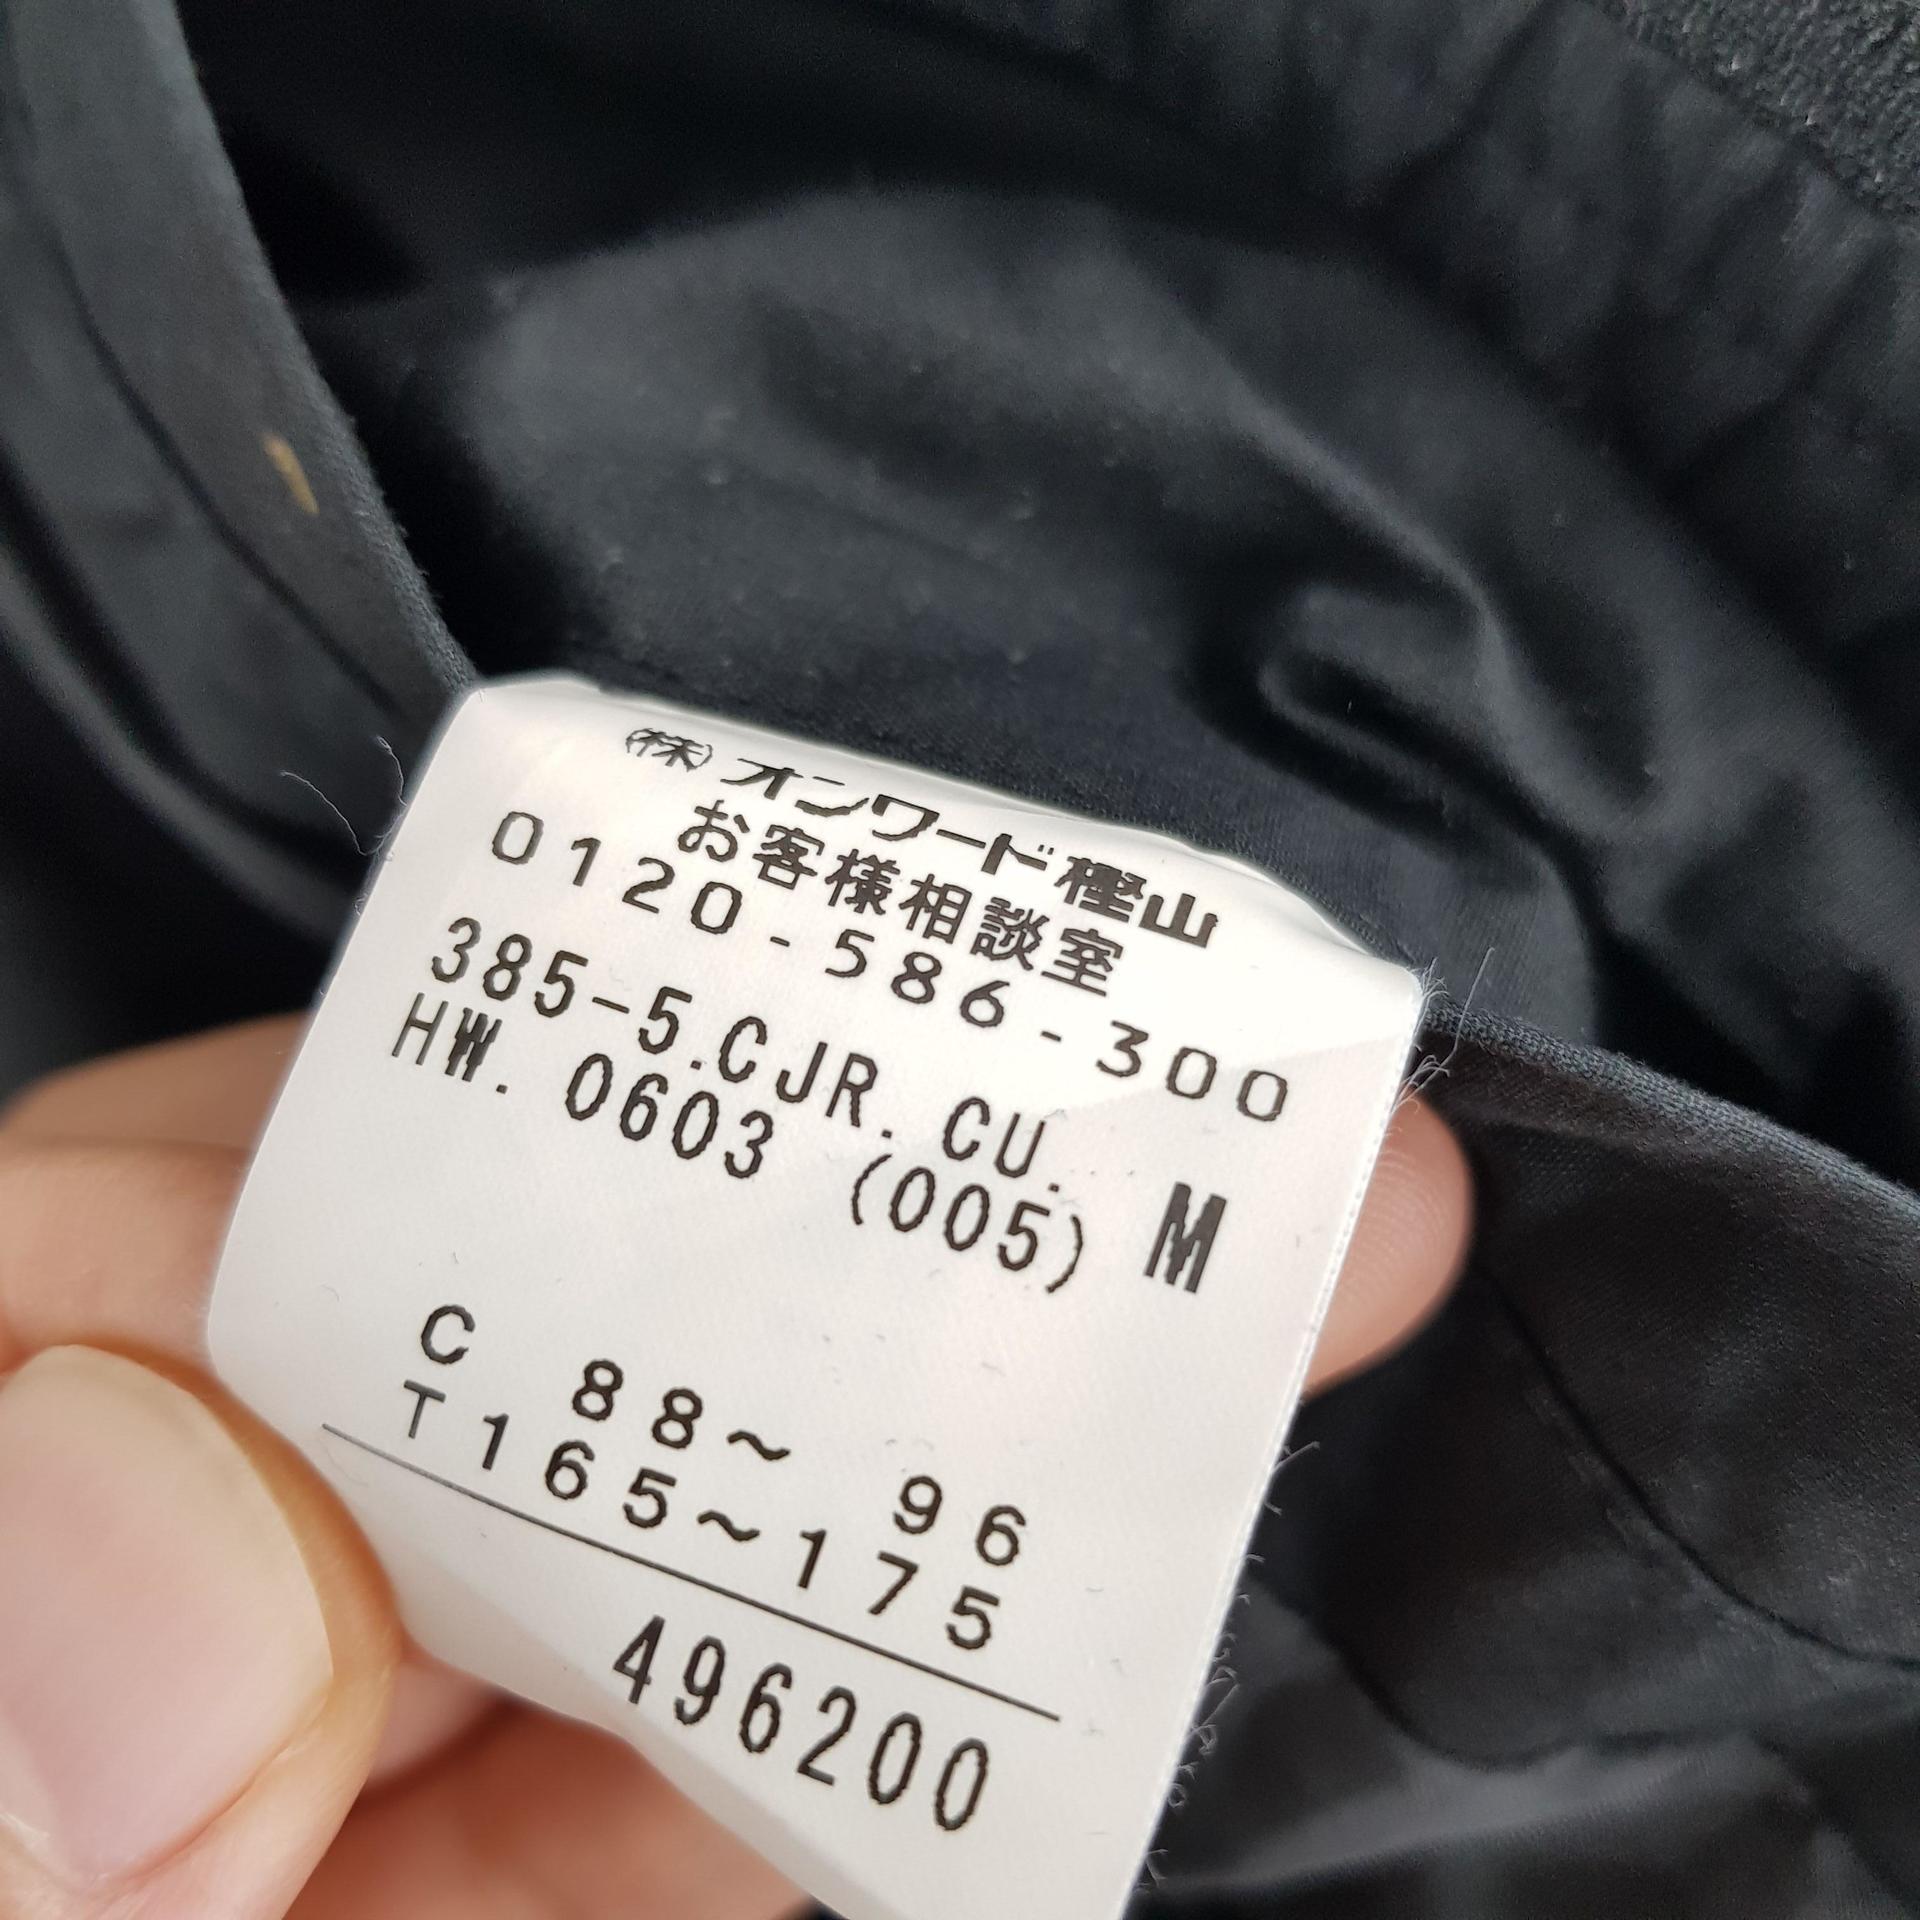 (株)オンワード樫山
お客様相談室
0120-586-300
385-5.CJR. CU.
HW. 0603 (005) M
C 88~ 96
T165~175
496200